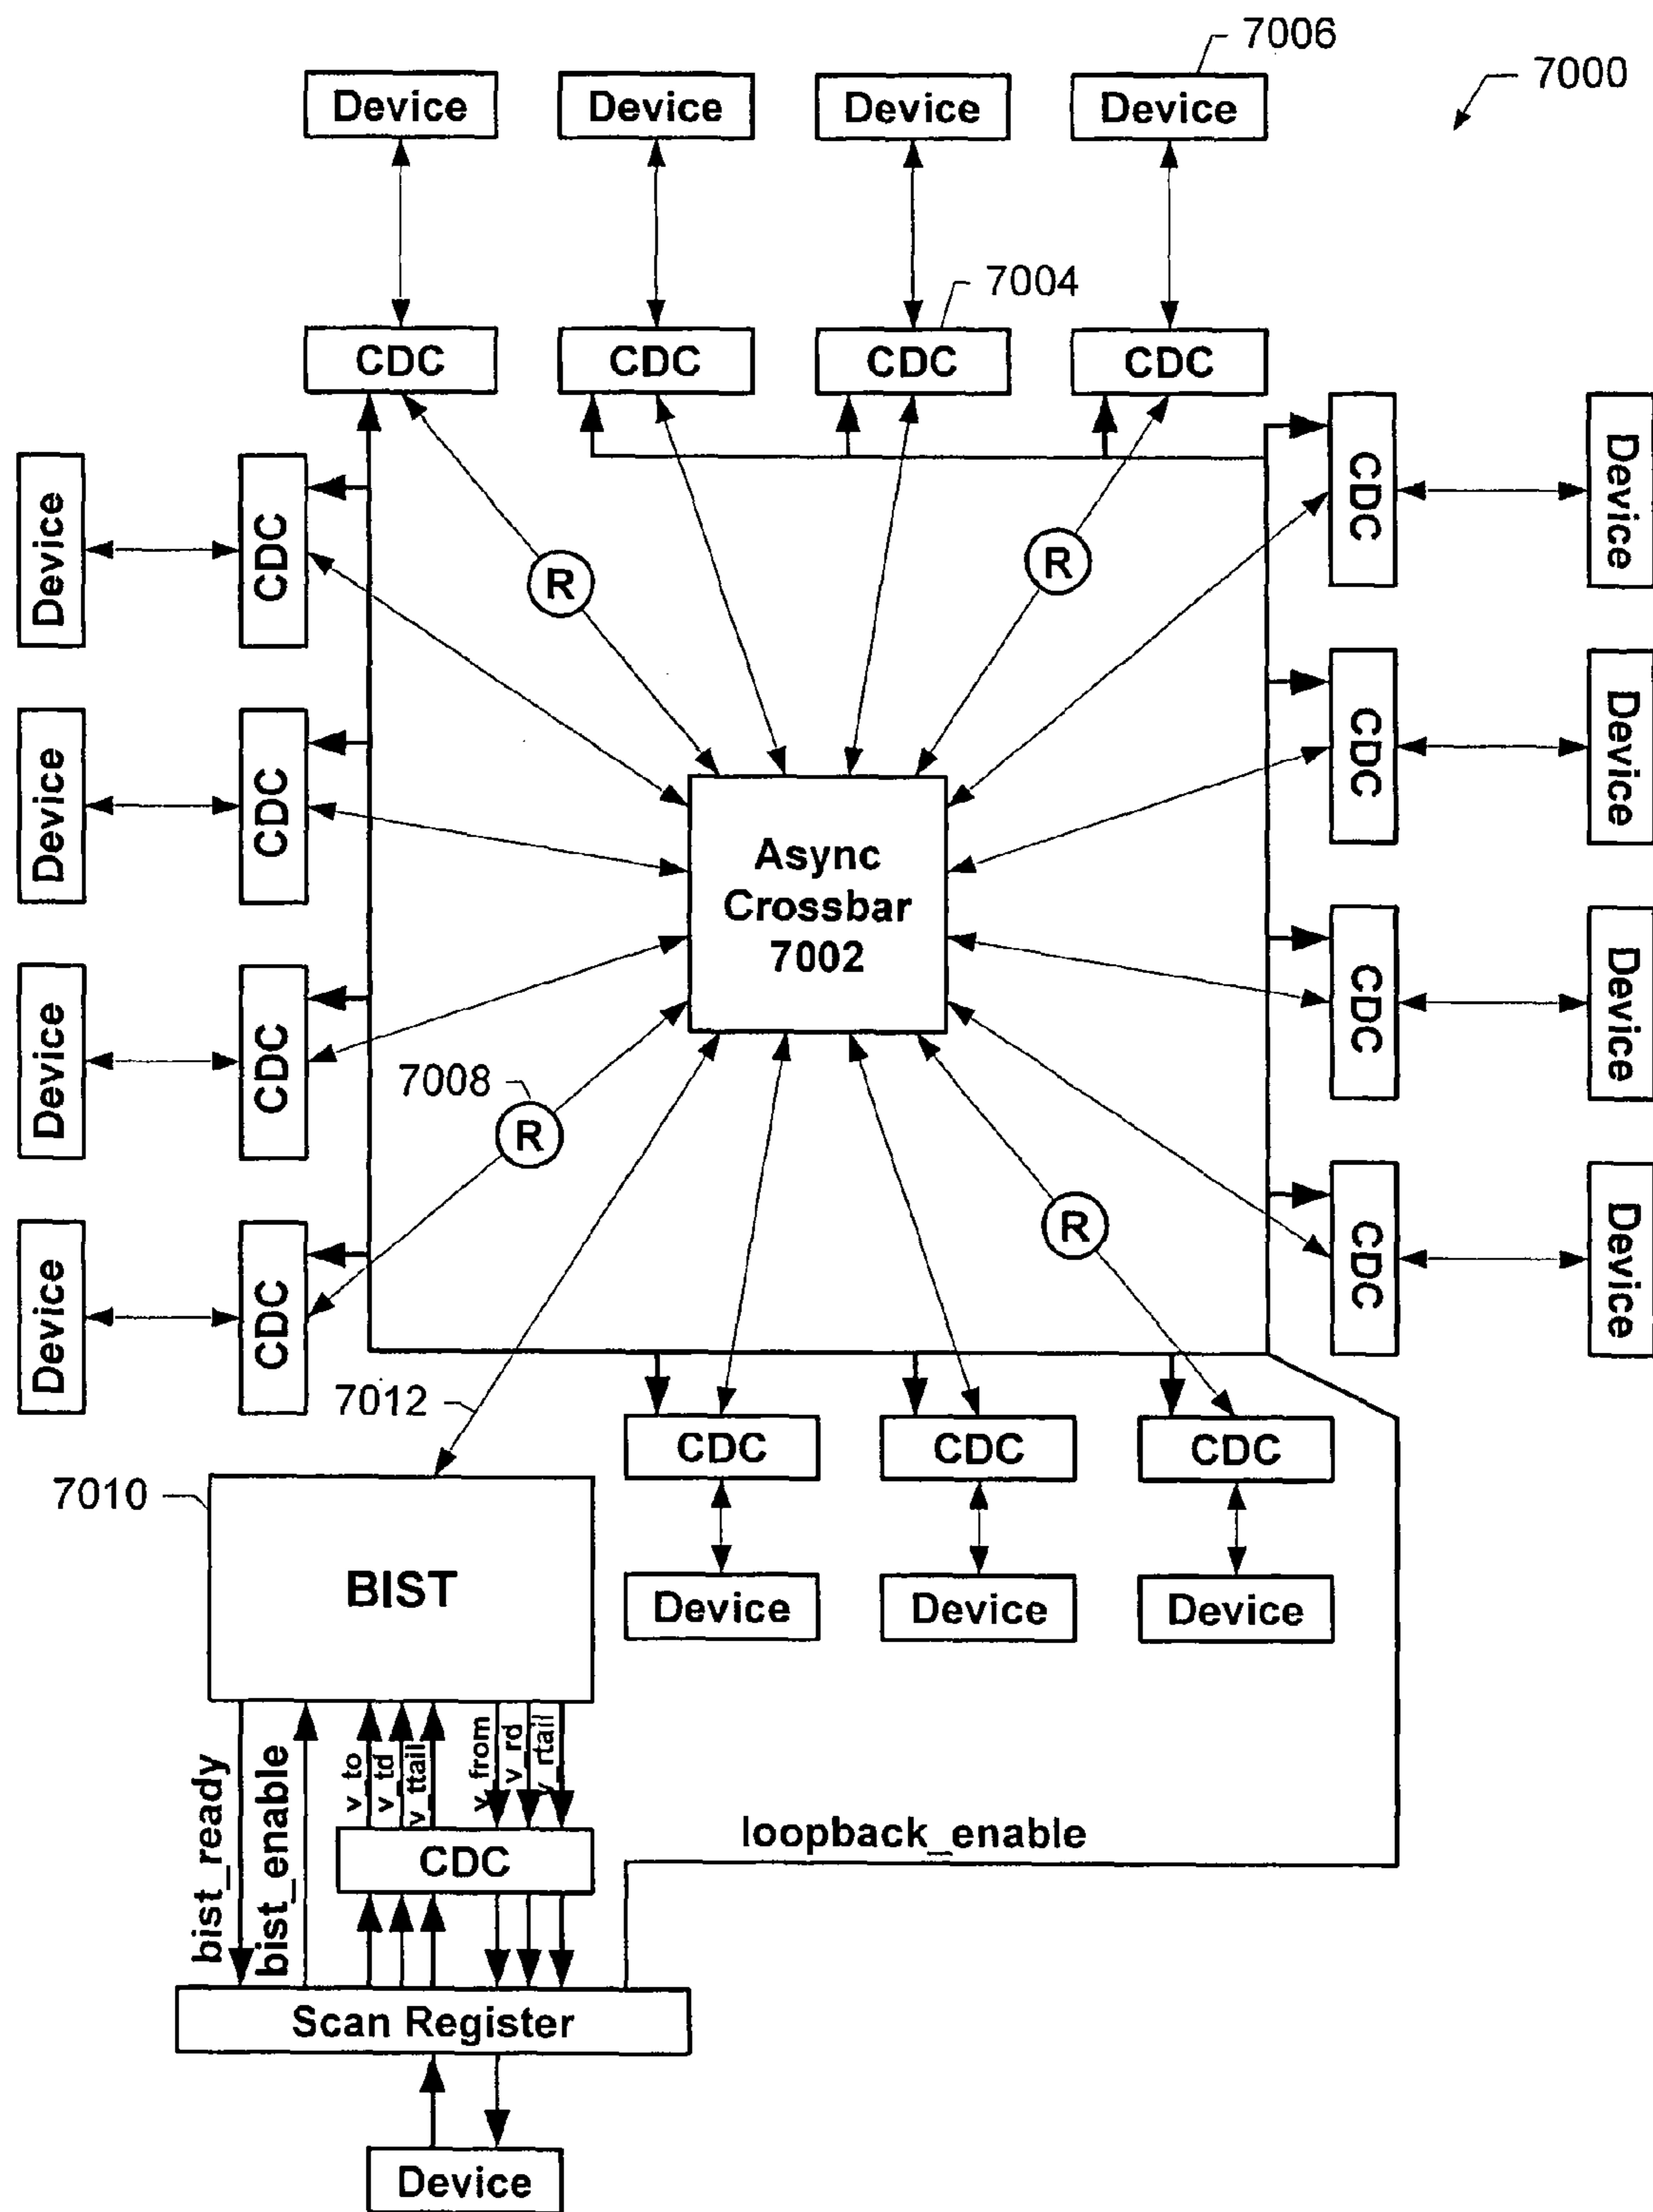 7006
7000
Device
Device
Device
Device
7004
CDC
CDC
CDC
CDC
CDC
Device
Device
CDC
R
R
CDC
Device
Device
CDC
Async
Crossbar
7002
CDC
Device
Device
CDC
7008
R
CDC
Device
R
Device
CDC
7012
CDC
CDC
CDC
7010
BIST
Device
Device
Device
bist_ready
bist_enable
v_to
v_td
v_ttail
v_from
v_rd
v_rtail
CDC
loopback_enable
Scan Register
Device